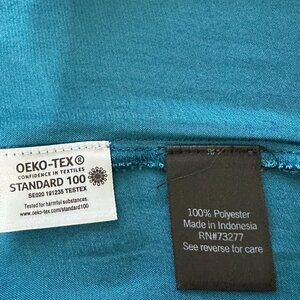 OEKO-TEX®
CONFIDENCE IN TEXTILES
STANDARD 100
SE020 191235 TESTEX
Tested for harmful substances.
www.oeko-tex.com/standard100
100% Polyester
Made in Indonesia
RN#73277
See reverse for care